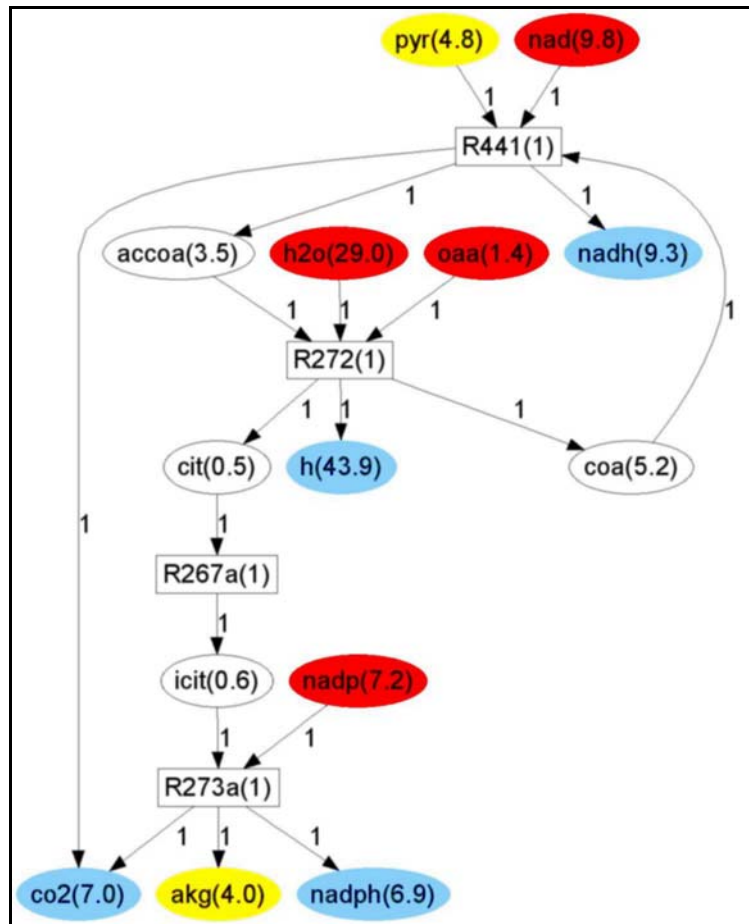 pyr(4.8) nad(9.8)
1 1
R441(1)
1 1
accoa(3.5) h2o(29.0) oaa(1.4) nadh(9.3)
1 1 1 1
R272(1)
1 1 1
cit(0.5) h(43.9) coa(5.2)
1 1
R267a(1)
1
icit(0.6) nadp(7.2)
1 1
R273a(1)
1 1 1
co2(7.0) akg(4.0) nadph(6.9)